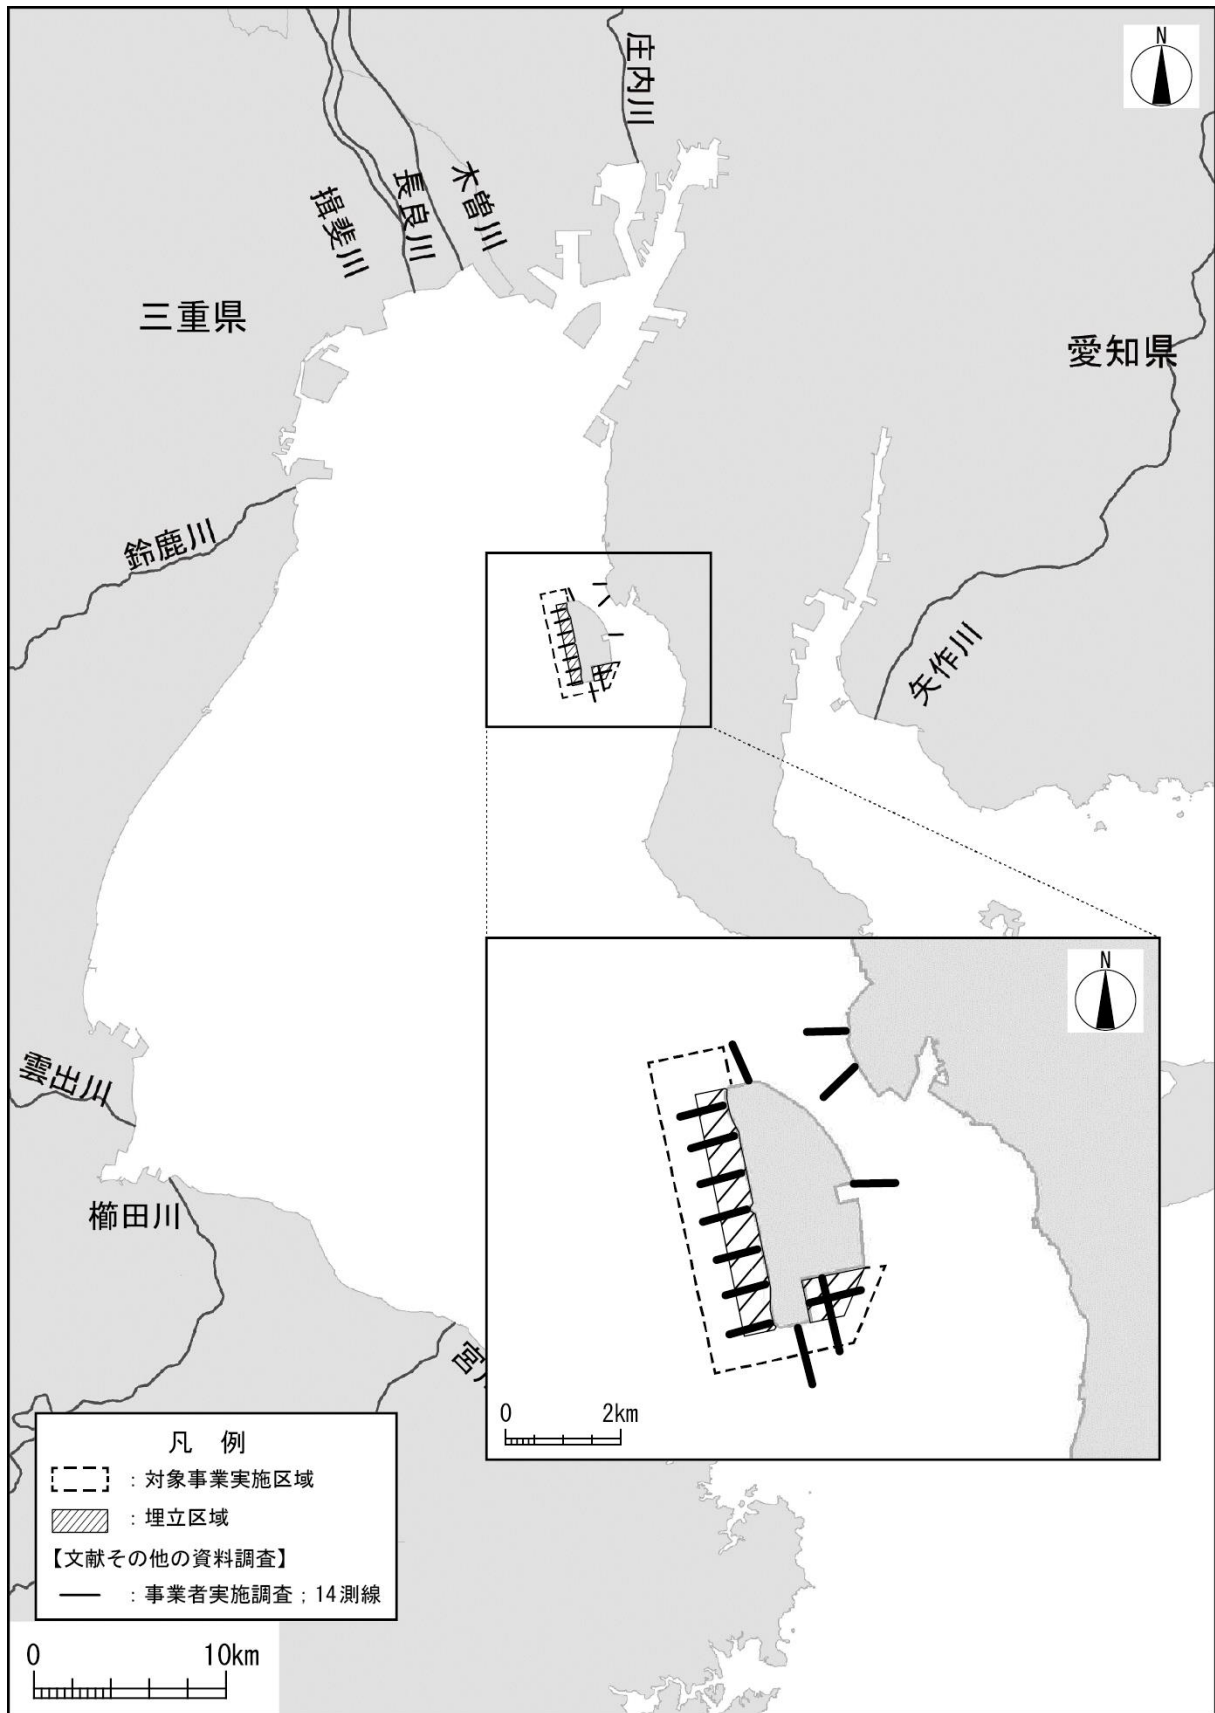 N
庄内川
木曽川
長良川
揖斐川
三重県
愛知県
鈴鹿川
矢作川
N
雲出川
櫛田川
宮
0 2km
凡 例
：対象事業実施区域
：埋立区域
【文献その他の資料調査】
：事業者実施調査；14測線
0 10km